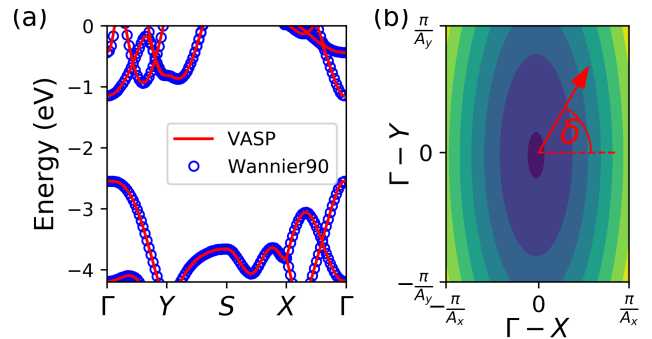 (a)
0
−1
−2
−3
−4
Energy (eV)
VASP
Wannier90
Γ Y S X Γ
(b)
π/A_y
0
−π/A_y
Γ − Y
δ
−π/A_x 0 π/A_x
Γ − X